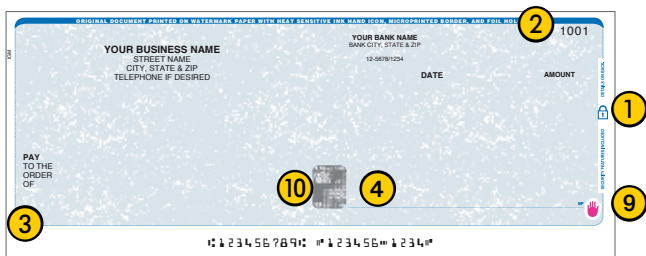 ORIGINAL DOCUMENT PRINTED ON WATERMARK PAPER WITH HEAT SENSITIVE INK HAND ICON, MICROPRINTED BORDER, AND FOIL
2
1001
YOUR BANK NAME
BANK CITY, STATE & ZIP
12-5678/1234
YOUR BUSINESS NAME
STREET NAME
CITY, STATE & ZIP
TELEPHONE IF DESIRED
DATE
AMOUNT
1
PAY
TO THE
ORDER
OF
10
4
9
MP
3
⑆123456789⑆ ⑈123456⑉1234⑈